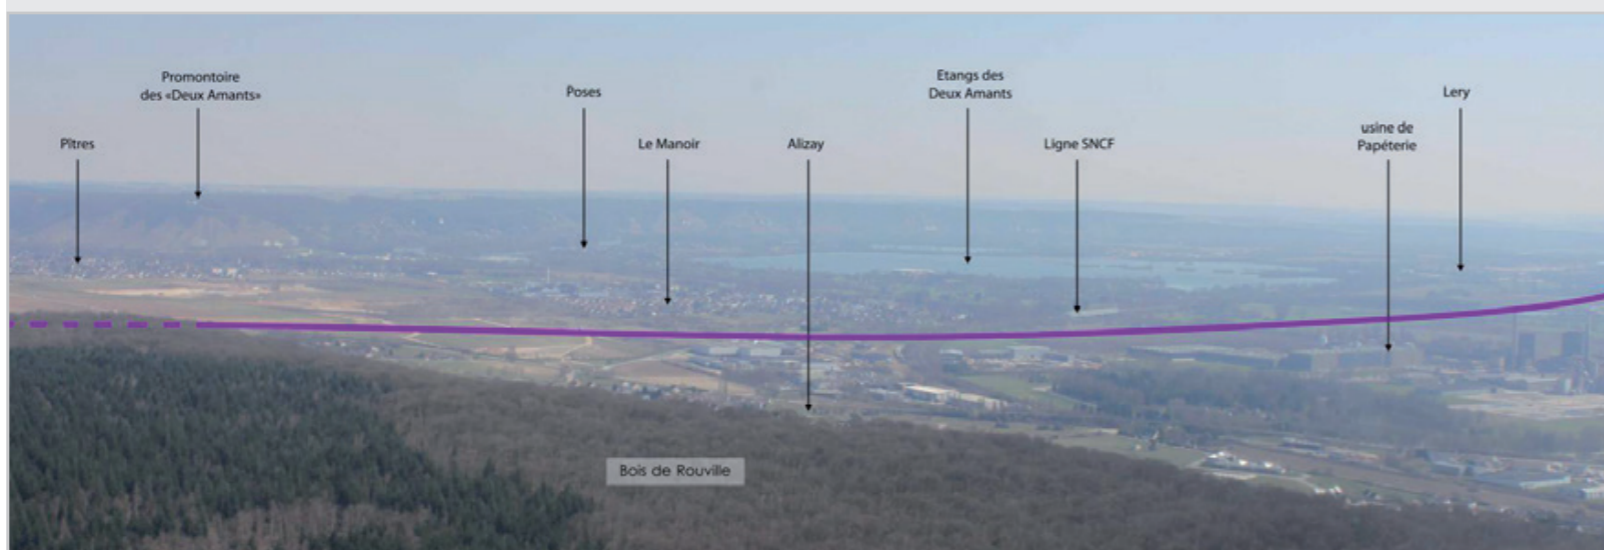 Promontoire
des «Deux Amants»
Poses
Etangs des
Deux Amants
Lery
Pîtres
Le Manoir
Alizay
Ligne SNCF
usine de
Papéterie
Bois de Rouville